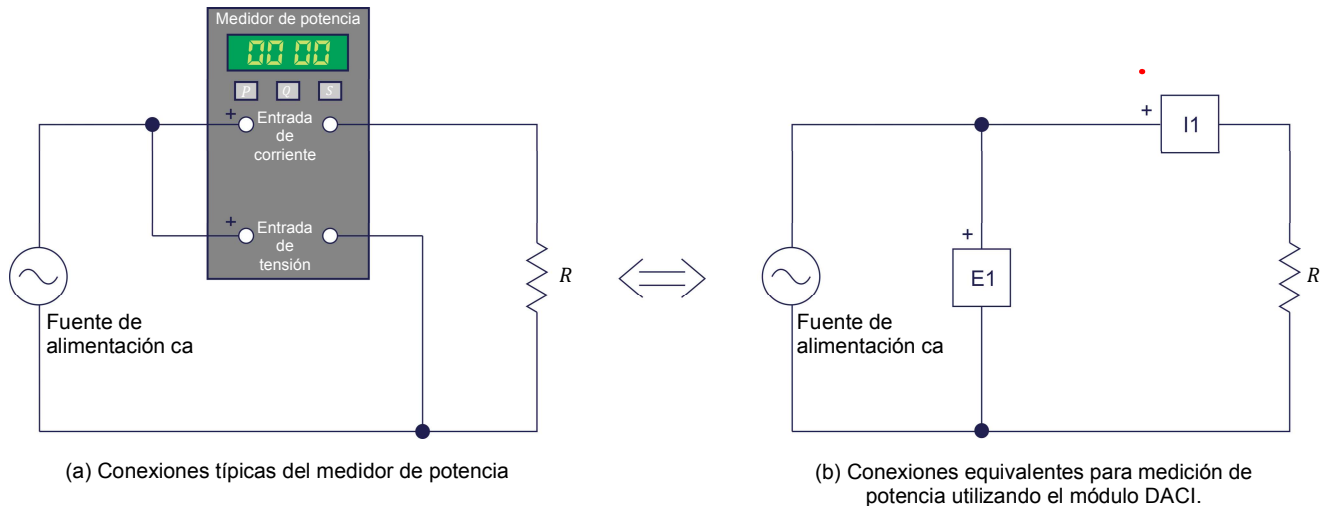 Medidor de potencia
00 00
P Q S
+ Entrada
de
corriente
+ Entrada
de
tensión
R
Fuente de
alimentación ca
(a) Conexiones típicas del medidor de potencia
+ I1
+
E1
R
Fuente de
alimentación ca
(b) Conexiones equivalentes para medición de
potencia utilizando el módulo DACI.